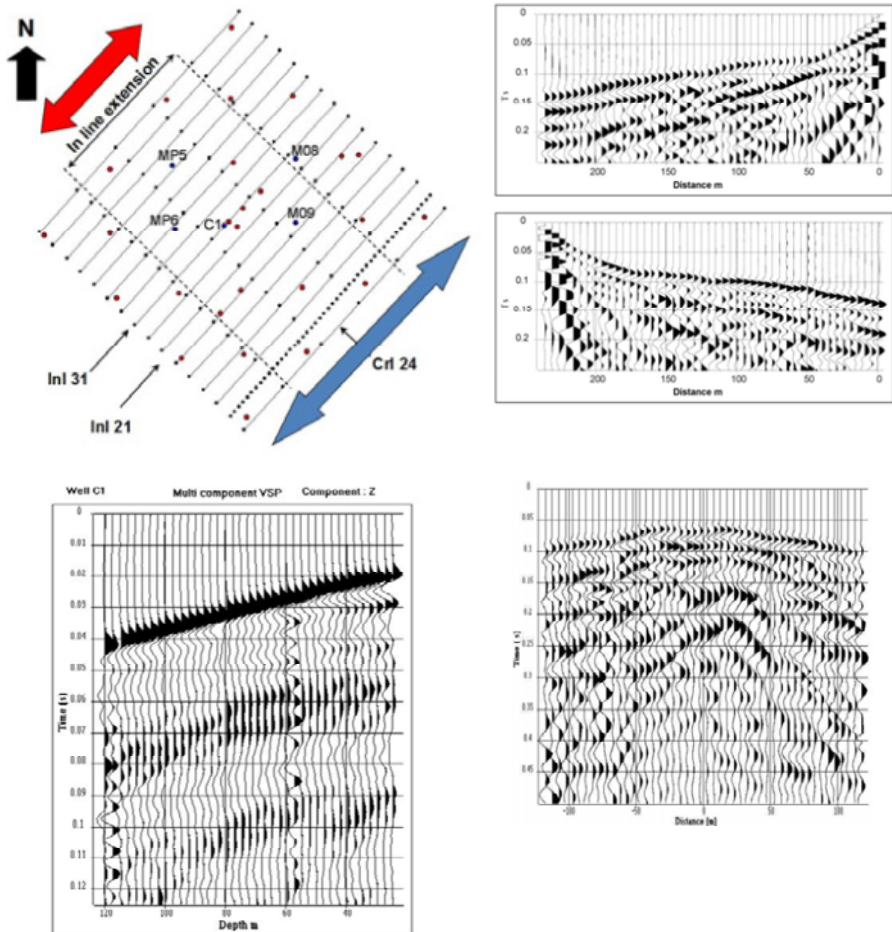 N
In line extension
MP5
M08
MP6
C1
M09
Inl 31
Inl 21
Crl 24
0
0.05
0.1
0.15
0.2
T s
200
150
100
50
0
Distance m
0
0.05
0.1
0.15
0.2
T s
200
150
100
50
0
Distance m
Well C1 Multi component VSP Component : Z
0
0.01
0.02
0.03
0.04
0.05
0.06
0.07
0.08
0.09
0.1
0.11
0.12
Time (s)
120 100 80 60 40
Depth m
0
0.05
0.1
0.15
0.2
0.25
0.3
0.35
0.4
0.45
Time (s)
-100 -50 0 50 100
Distance [m]